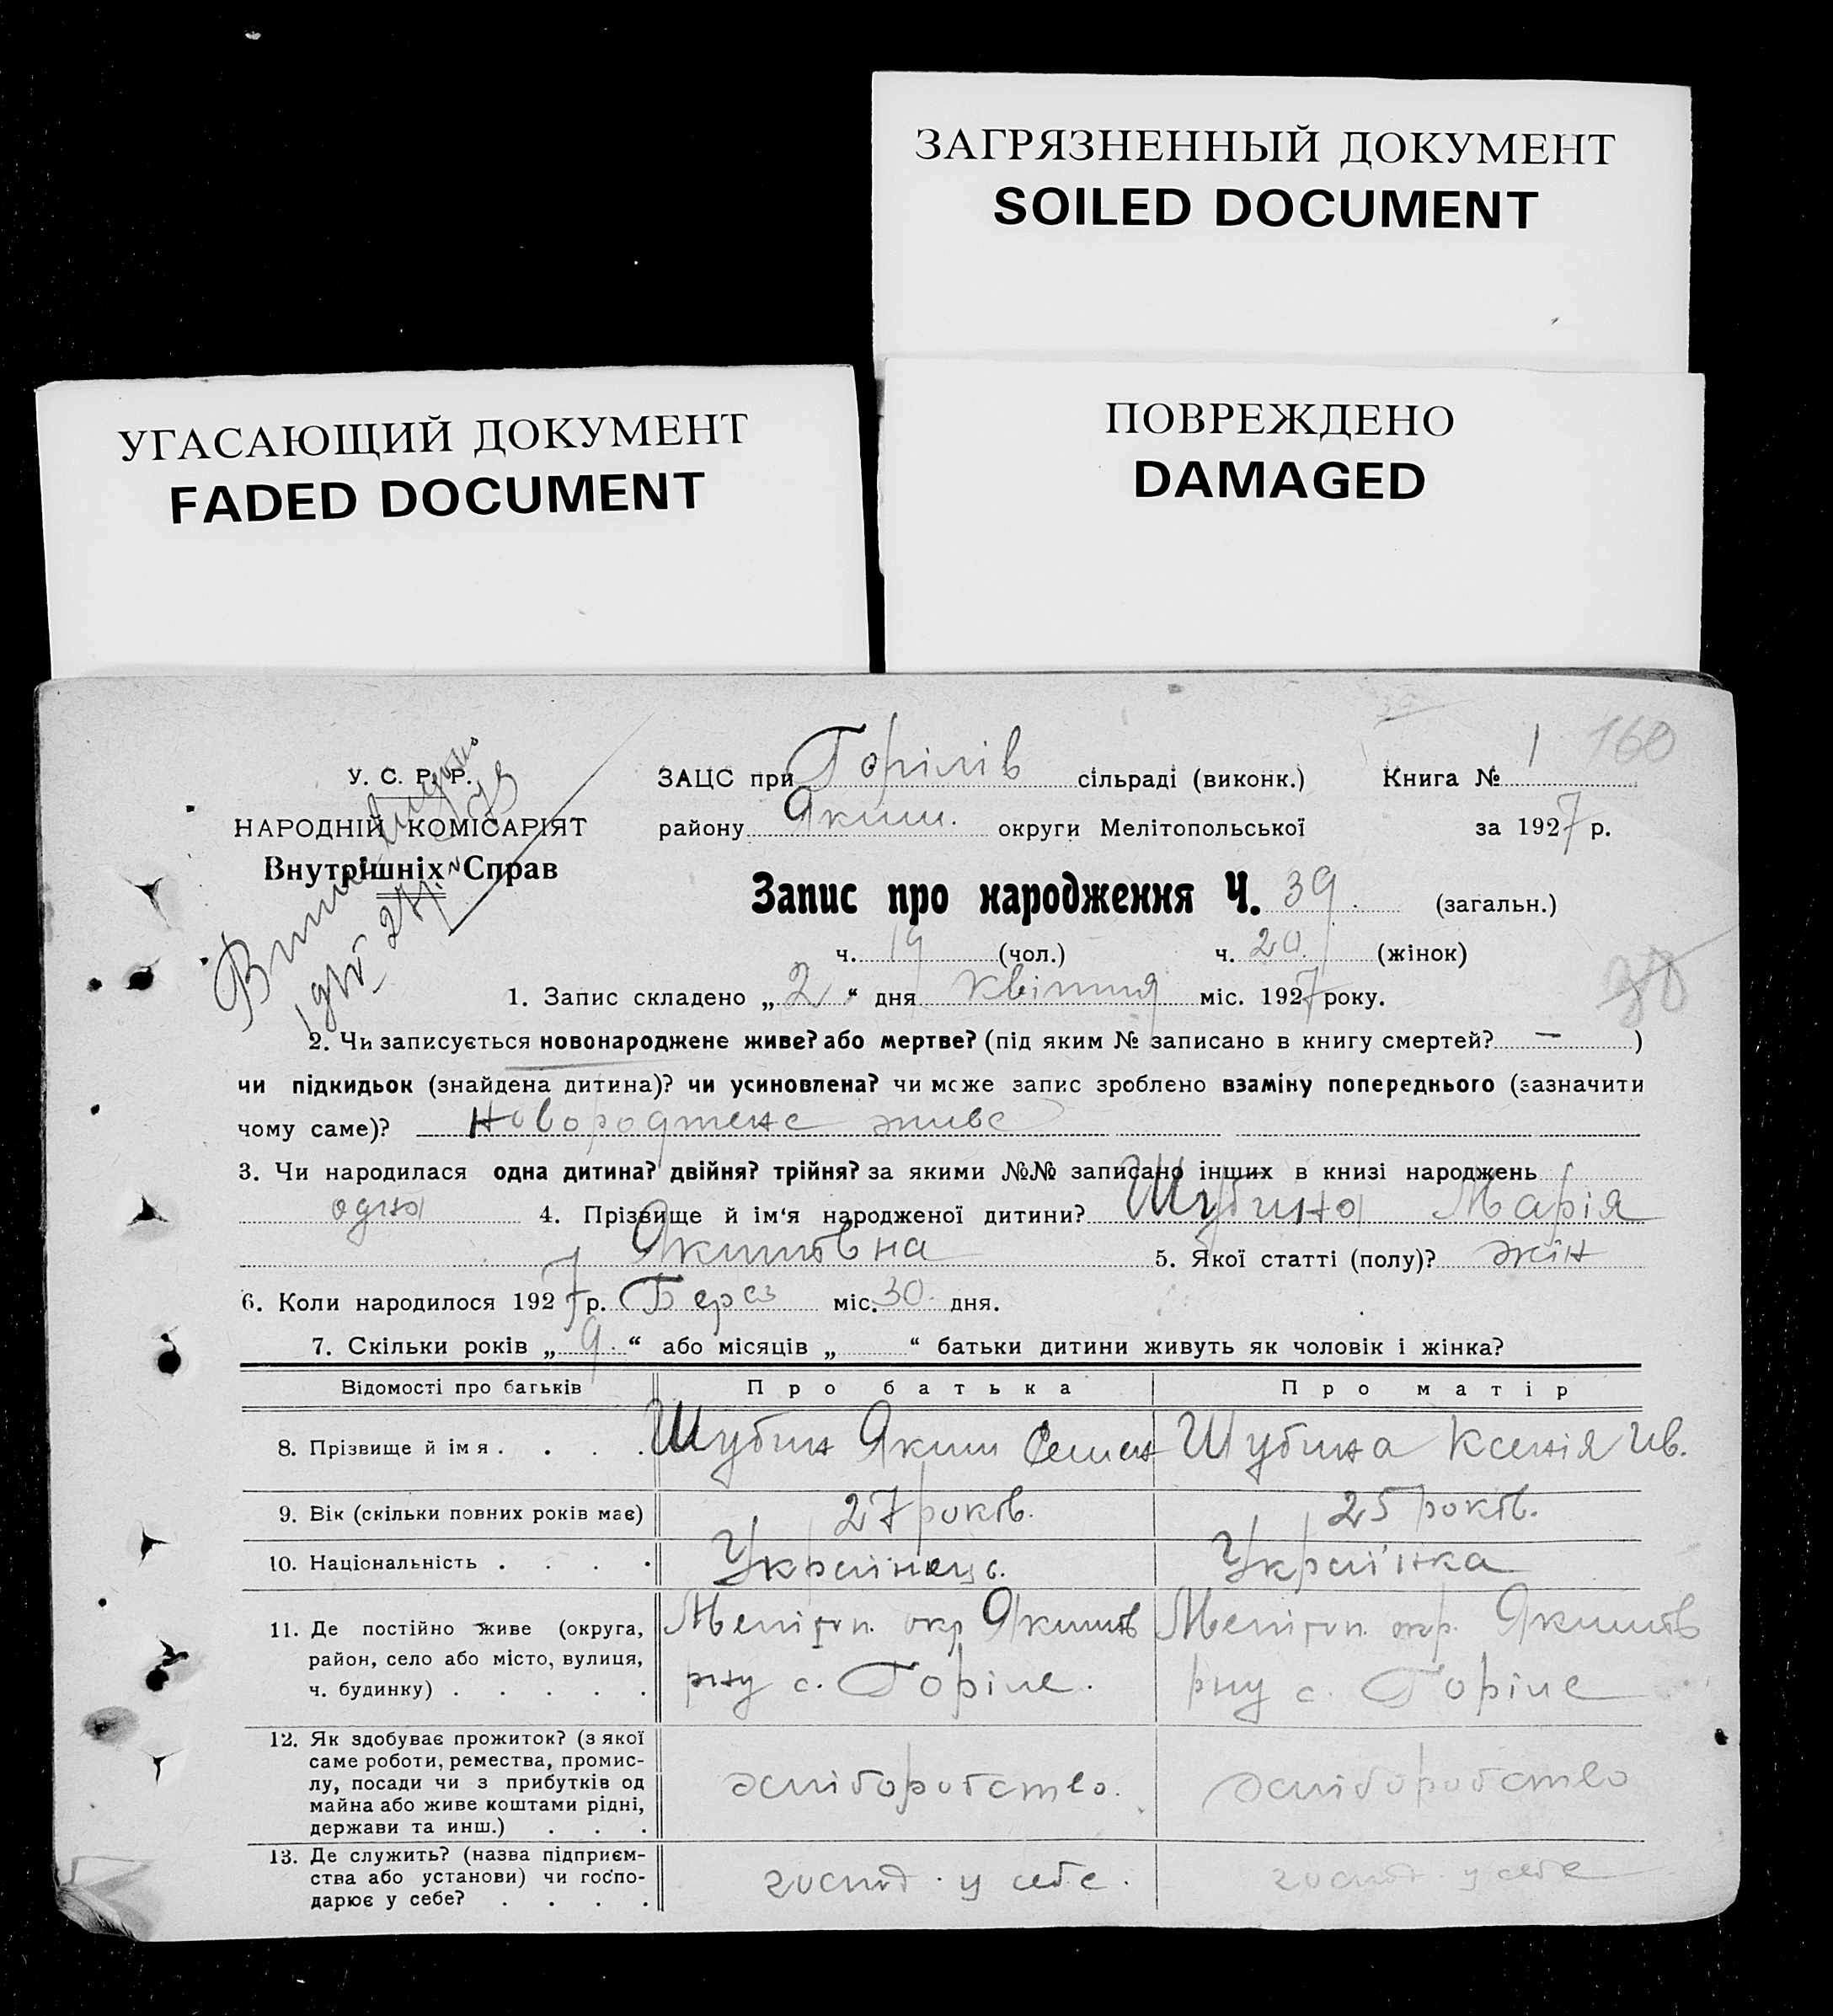 ЗАГРЯЗНЕННЫЙ ДОКУМЕНТ
SOILED DOCUMENT
УГАСАЮЩИЙ ДОКУМЕНТ
FADED DOCUMENT
ПОВРЕЖДЕНО
DAMAGED
160
У. С. Р. Р.
НАРОДНІЙ КОМІСАРІЯТ
Внутрішніх Справ
ЗАЦС при Горілів сільраді (виконк.) Книга № 1
району Яким. округи Мелітопольської за 1927 р.
Запис про народження Ч. 39. (загальн.)
ч. 19 (чол.) ч. 20. (жінок)
1. Запис складено „ 2 “ дня квітня міс. 1927 року.
2. Чи записується новонароджене живе? або мертве? (під яким № записано в книгу смертей? — )
чи підкидьок (знайдена дитина)? чи усиновлена? чи може запис зроблено взаміну попереднього (зазначити
чому саме)? Новороджене живе
3. Чи народилася одна дитина? двійня? трійня? за якими №№ записано інших в книзі народжень
одна 4. Прізвище й ім‘я народженої дитини? Шубина Марія
Якимовна 5. Якої статті (полу)? жін
6. Коли народилося 1927 р. Берез міс. 30 дня.
7. Скільки років „ 9. “ або місяців „ “ батьки дитини живуть як чоловік і жінка?
Відомості про батьків Про батька Про матір
8. Прізвище й імя . . . . Шубин Яким Семен Шубина Ксенія Ив.
9. Вік (скільки повних років має) 27 років. 25 років.
10. Національність . . . . Українець. Українка
11. Де постійно живе (округа, район, село або місто, вулиця, ч. будинку) . . . . . Меліт п. окр Якимів рну с. Горіле. Меліт п. окр. Якимів рну с. Горіле
12. Як здобуває прожиток? (з якої саме роботи, ремества, промислу, посади чи з прибутків од майна або живе коштами рідні, держави та инш.) . . . хліборобство. хліборобство
13. Де служить? (назва підприємства або установи) чи господарює у себе? . . . . господ. у себе. господ. у себе